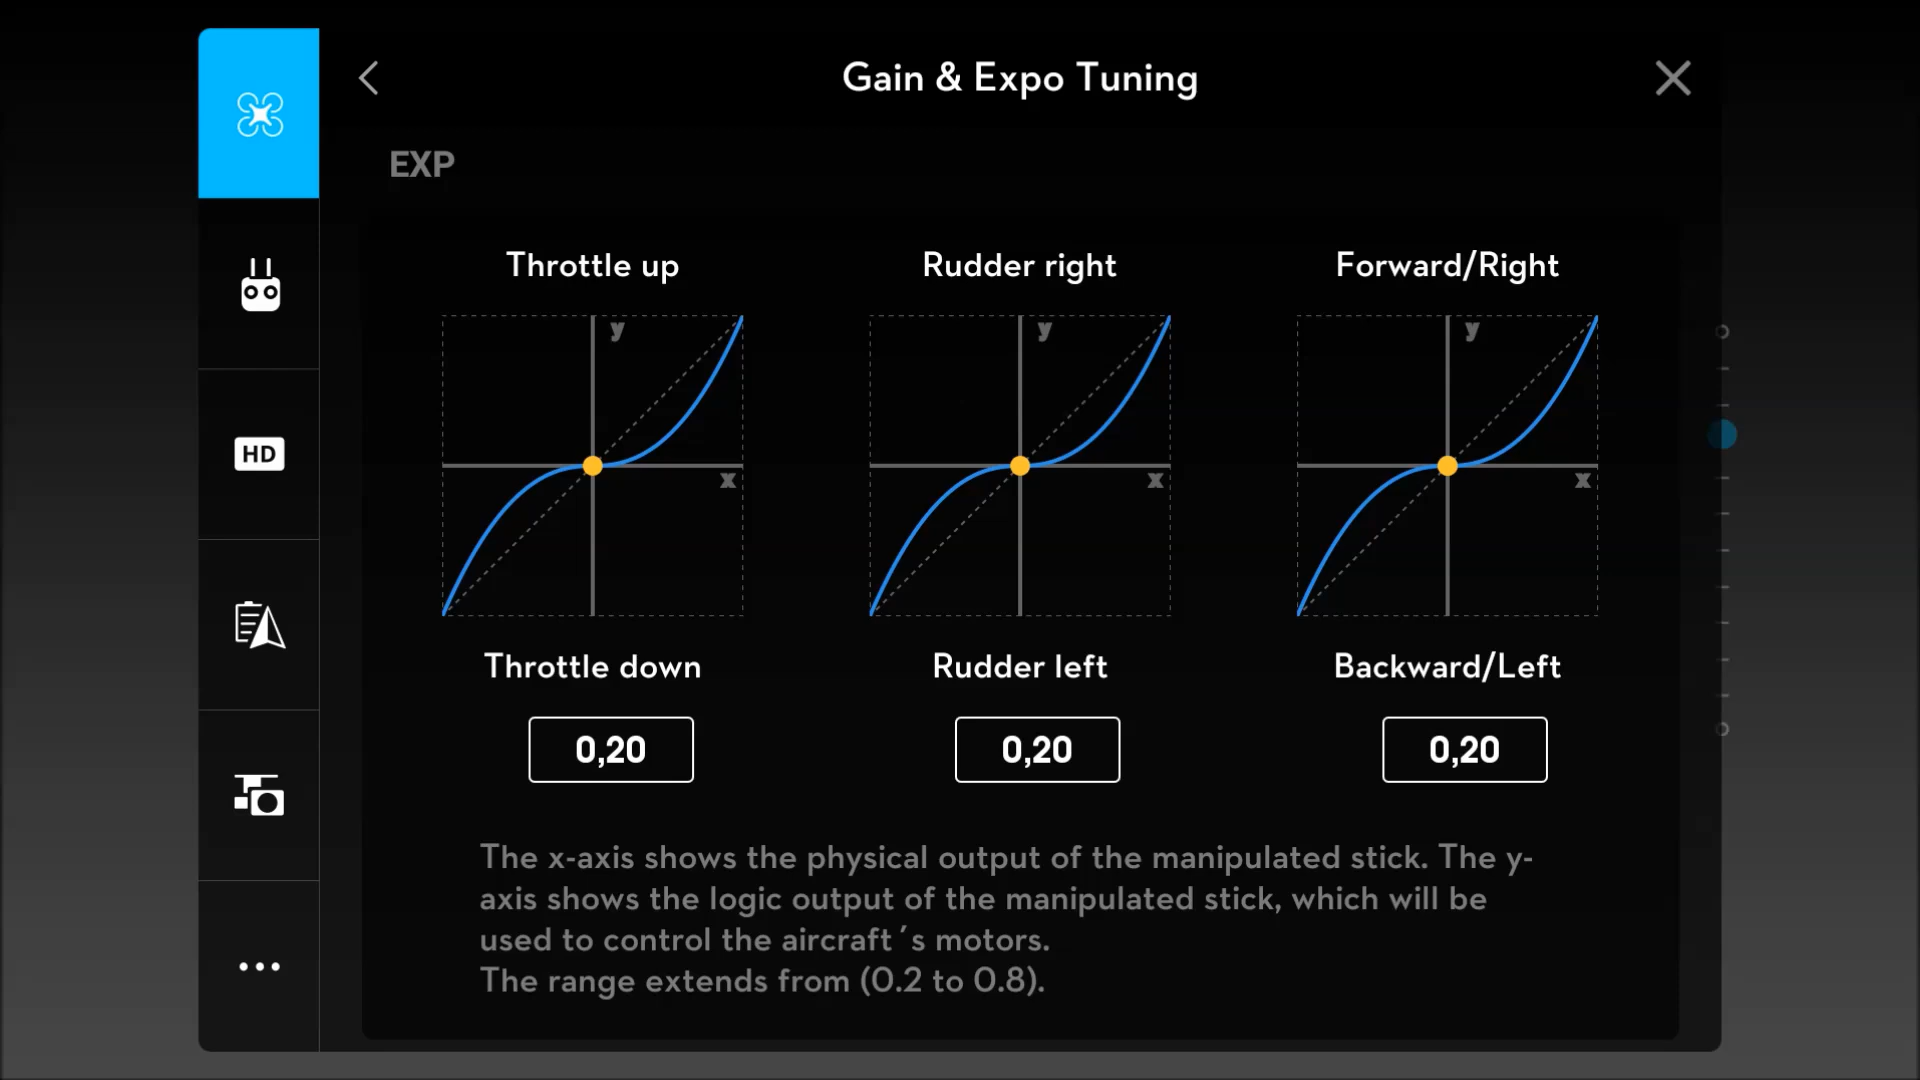 Gain & Expo Tuning
EXP
Throttle up
Rudder right
Forward/Right
y
y
y
x
x
x
HD
Throttle down
Rudder left
Backward/Left
0,20
0,20
0,20
The x-axis shows the physical output of the manipulated stick. The y-
axis shows the logic output of the manipulated stick, which will be
used to control the aircraft´s motors.
The range extends from (0.2 to 0.8).